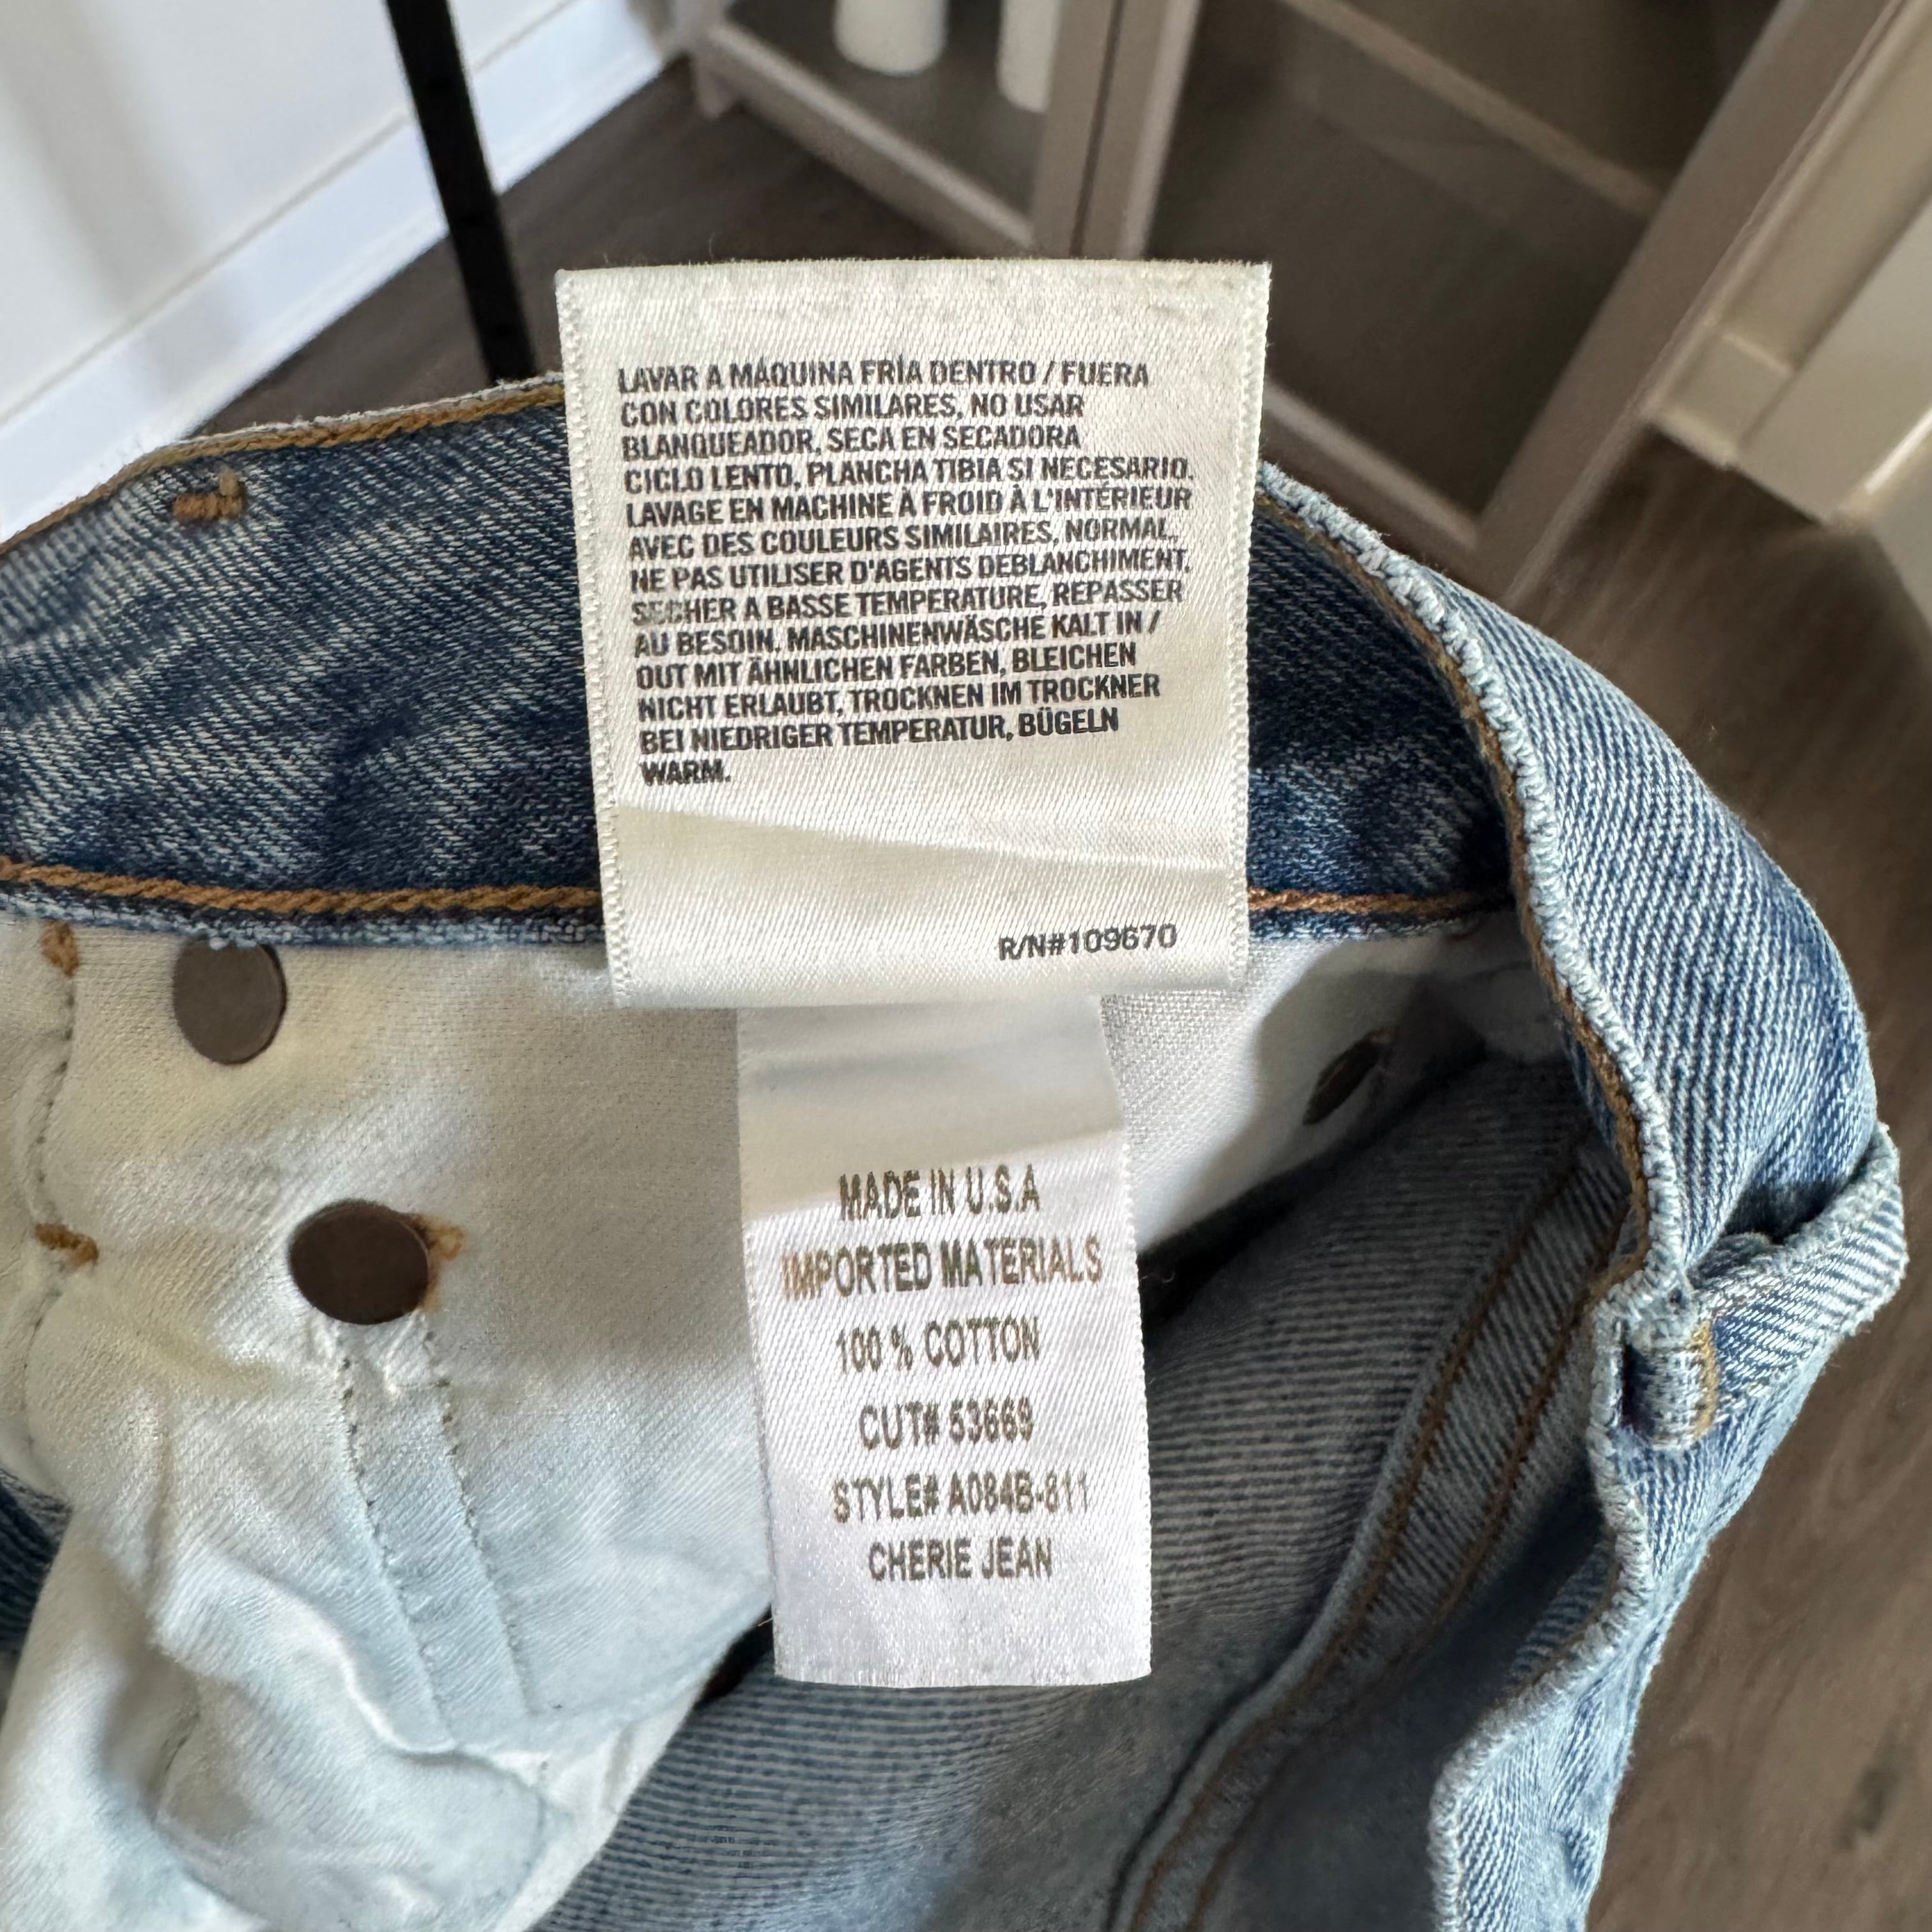 LAVAR A MÁQUINA FRÍA DENTRO / FUERA
CON COLORES SIMILARES, NO USAR
BLANQUEADOR, SECA EN SECADORA
CICLO LENTO, PLANCHA TIBIA SI NECESARIO.
LAVAGE EN MACHINE À FROID À L'INTÉRIEUR
AVEC DES COULEURS SIMILAIRES, NORMAL.
NE PAS UTILISER D'AGENTS DEBLANCHIMENT,
SECHER A BASSE TEMPERATURE, REPASSER
AU BESOIN. MASCHINENWÄSCHE KALT IN /
OUT MIT ÄHNLICHEN FARBEN, BLEICHEN
NICHT ERLAUBT, TROCKNEN IM TROCKNER
BEI NIEDRIGER TEMPERATUR, BÜGELN
WARM.
R/N#109670
MADE IN U.S.A
IMPORTED MATERIALS
100 % COTTON
CUT# 53669
STYLE# A084B-811
CHERIE JEAN